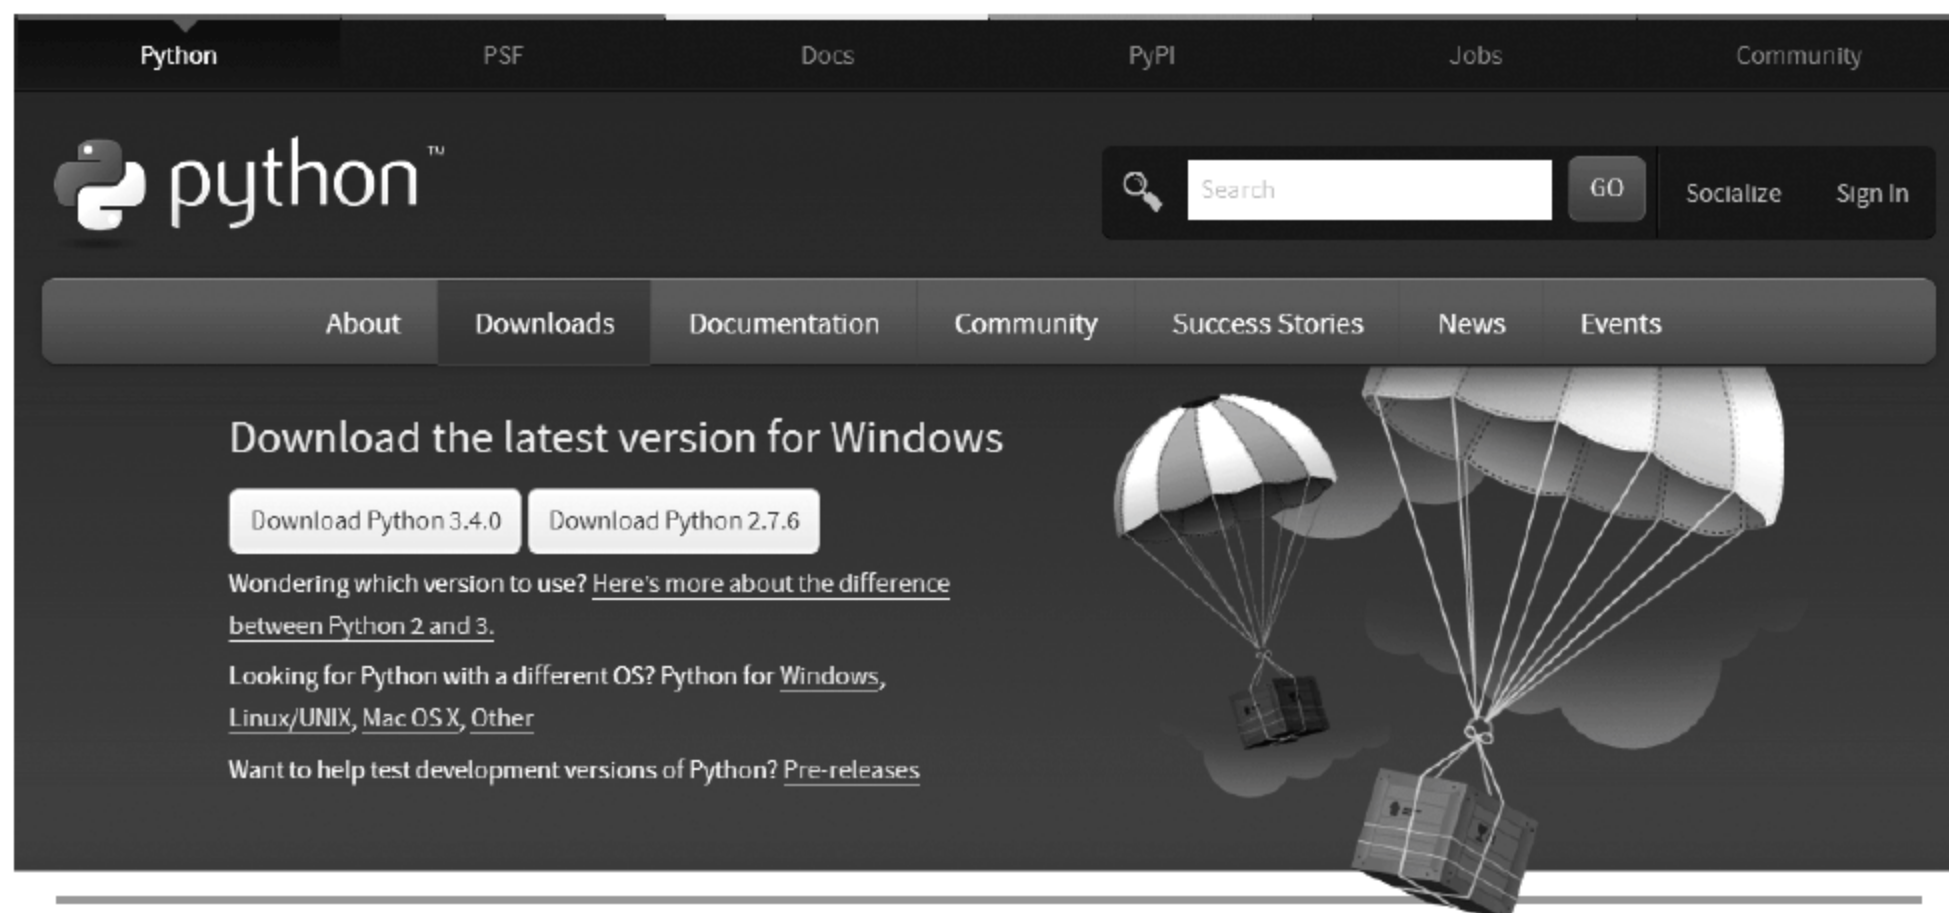 Python PSF Docs PyPI Jobs Community
python™
Search GO Socialize Sign In
About Downloads Documentation Community Success Stories News Events
Download the latest version for Windows
Download Python 3.4.0 Download Python 2.7.6
Wondering which version to use? Here's more about the difference
between Python 2 and 3.
Looking for Python with a different OS? Python for Windows,
Linux/UNIX, Mac OS X, Other
Want to help test development versions of Python? Pre-releases